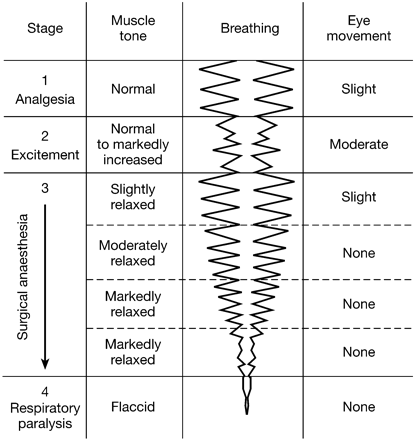 Stage
Muscle
tone
Breathing
Eye
movement
1
Analgesia
Normal
Slight
2
Excitement
Normal
to markedly
increased
Moderate
3
Surgical anaesthesia
Slightly
relaxed
Slight
Moderately
relaxed
None
Markedly
relaxed
None
Markedly
relaxed
None
4
Respiratory
paralysis
Flaccid
None